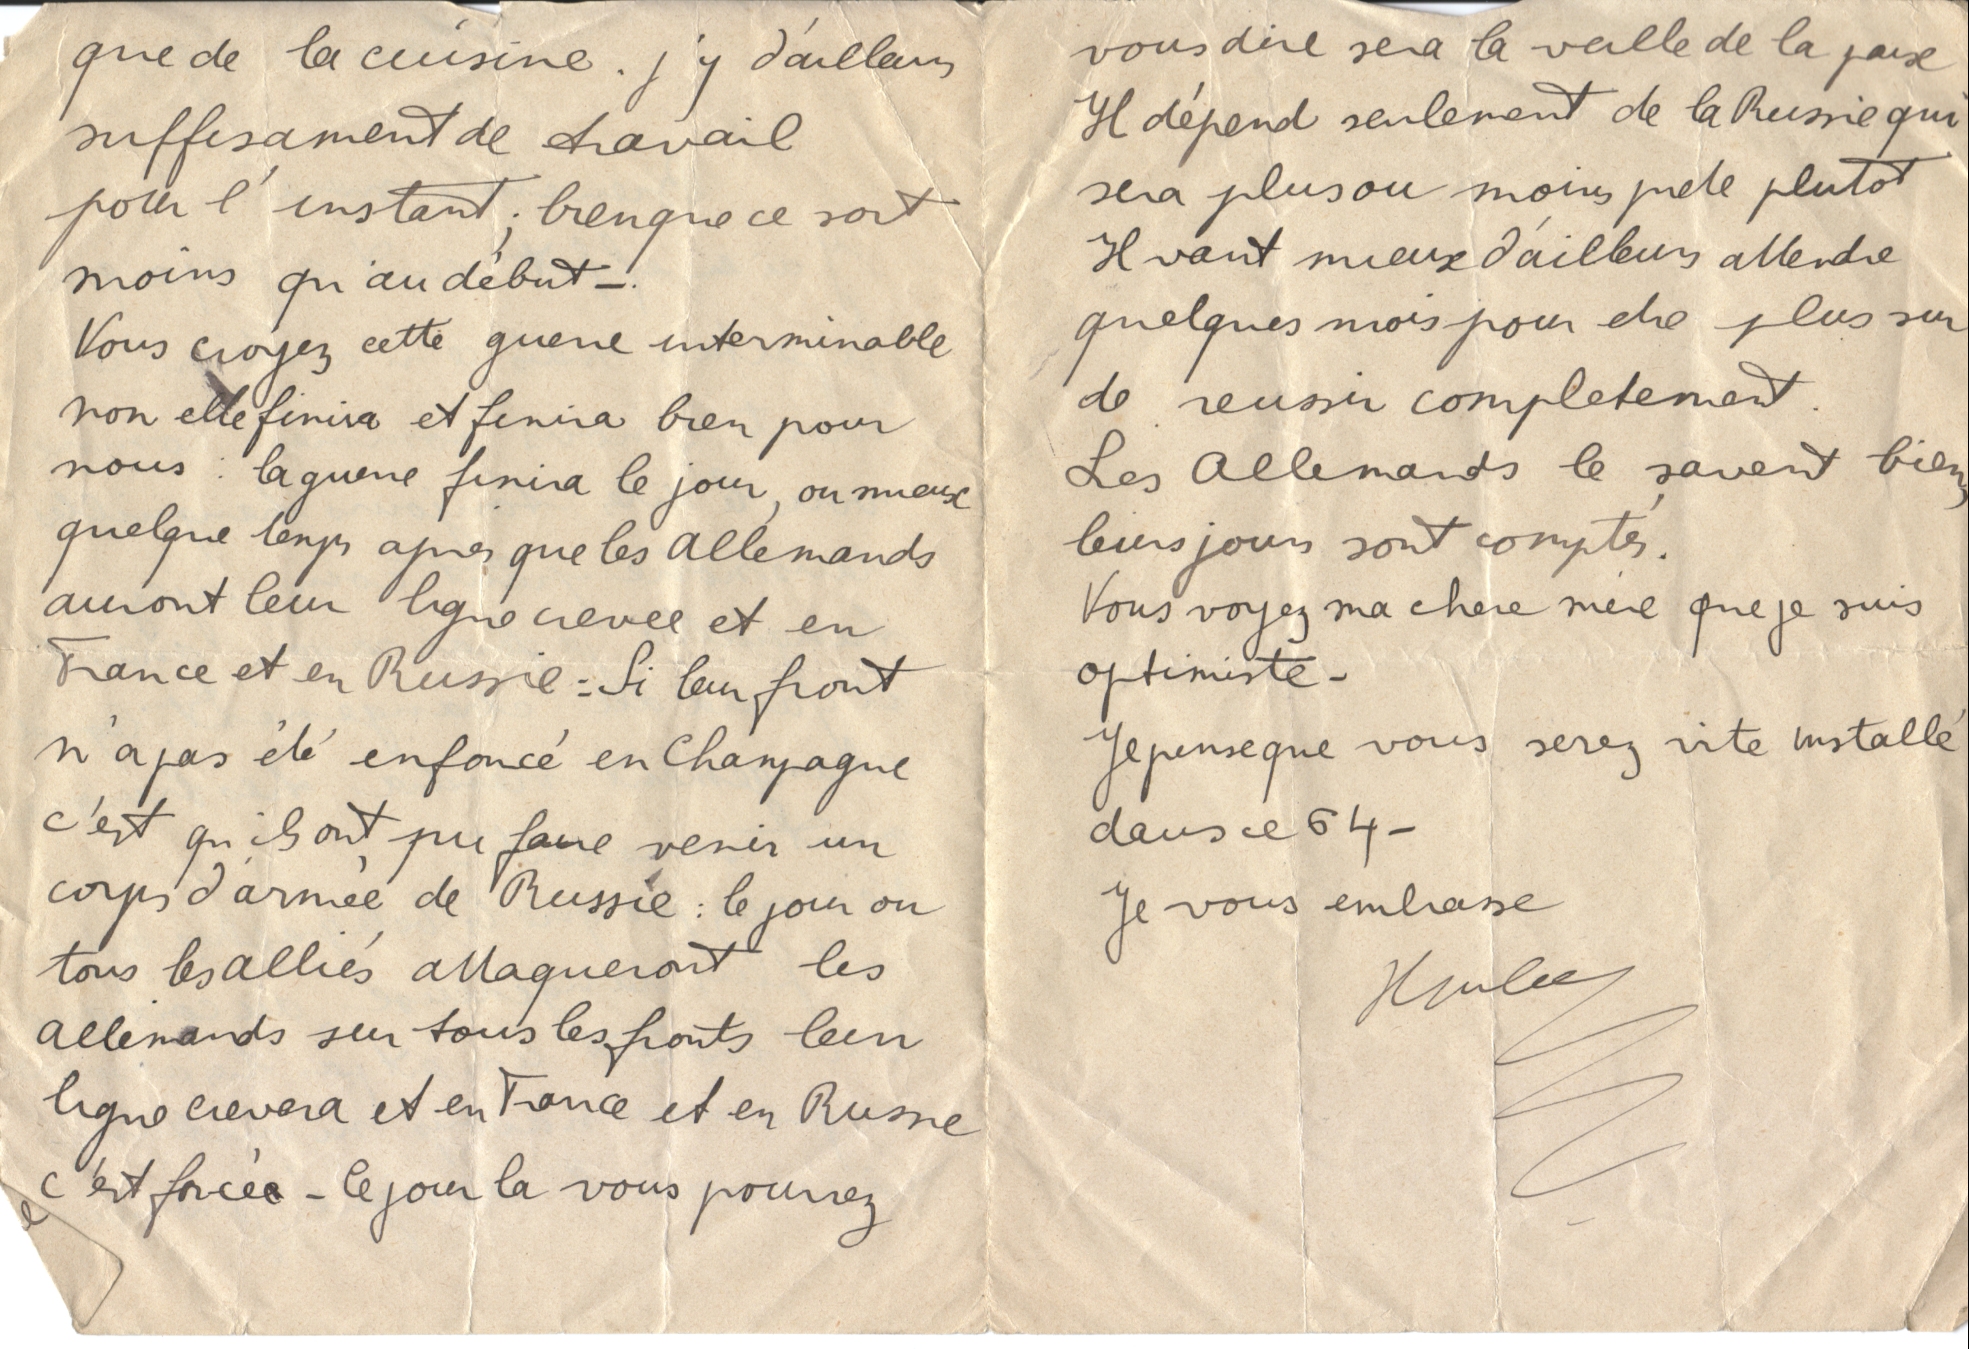 que de la cuisine. j'y d'ailleurs
suffisament de travail
pour l'instant; bien que ce soit
moins qu'au début -.
Vous croyez cette guerre interminable
non elle finira et finira bien pour
nous : la guerre finira le jour, ou mieux
quelque temps apres que les Allemands
auront leur ligne crevée et en
France et en Russie = Si leur front
n'a pas été enfoncé en Champagne
c'est qu'ils ont pu faire venir un
corps d'armée de Russie : le jour ou
tous les alliés attaqueront les
Allemands sur tous les fronts leur
ligne crevera et en France et en Russie
c'est forcée - le jour la vous pourrez
vous dire sera la veille de la paix
Il dépend seulement de la Russie qui
sera plus ou moins prete plutôt
Il vaut mieux d'ailleurs attendre
quelques mois pour etre plus sur
de reussir completement.
Les Allemands le savent bien,
leurs jours sont comptés.
Vous voyez ma chere mère que je suis
optimiste -
Je pense que vous serez vite installé
dans ce 64 -
Je vous embrasse